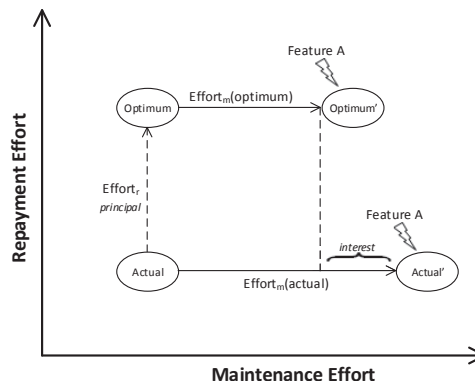 Feature A
Optimum
Effortm(optimum)
Optimum'
Repayment Effort
Effortr
principal
Feature A
interest
Actual
Effortm(actual)
Actual'
Maintenance Effort